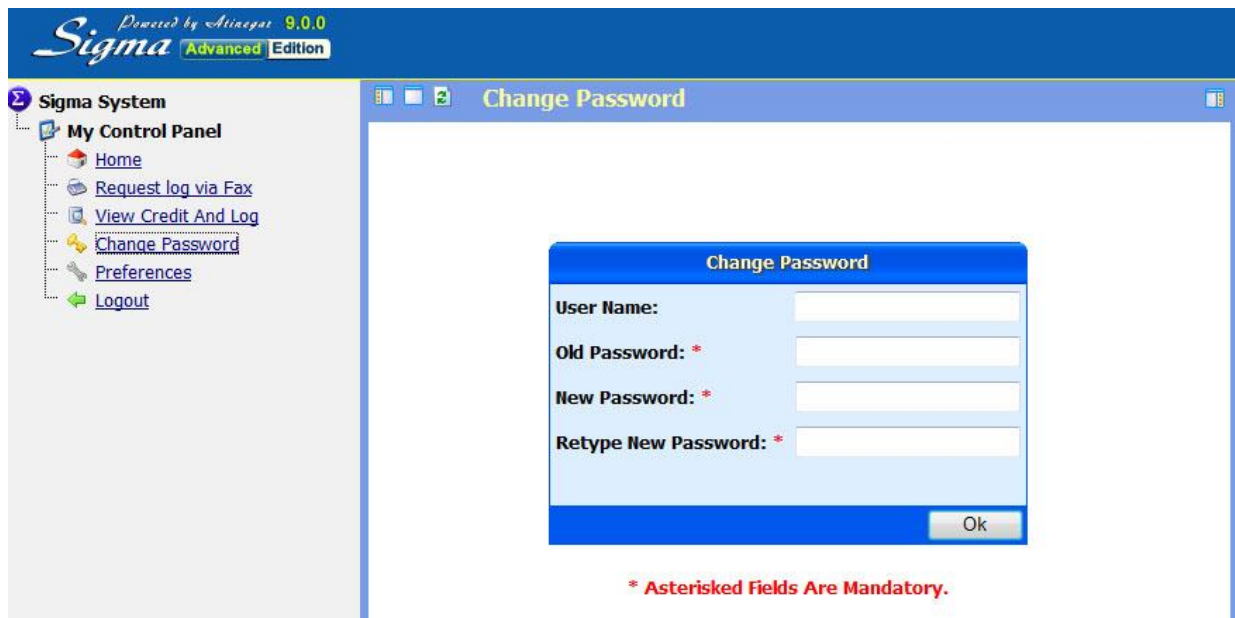 Powered by Atinegar 9.0.0
Sigma Advanced Edition
Sigma System
My Control Panel
Home
Request log via Fax
View Credit And Log
Change Password
Preferences
Logout
Change Password
Change Password
User Name:
Old Password: *
New Password: *
Retype New Password: *
Ok
* Asterisked Fields Are Mandatory.